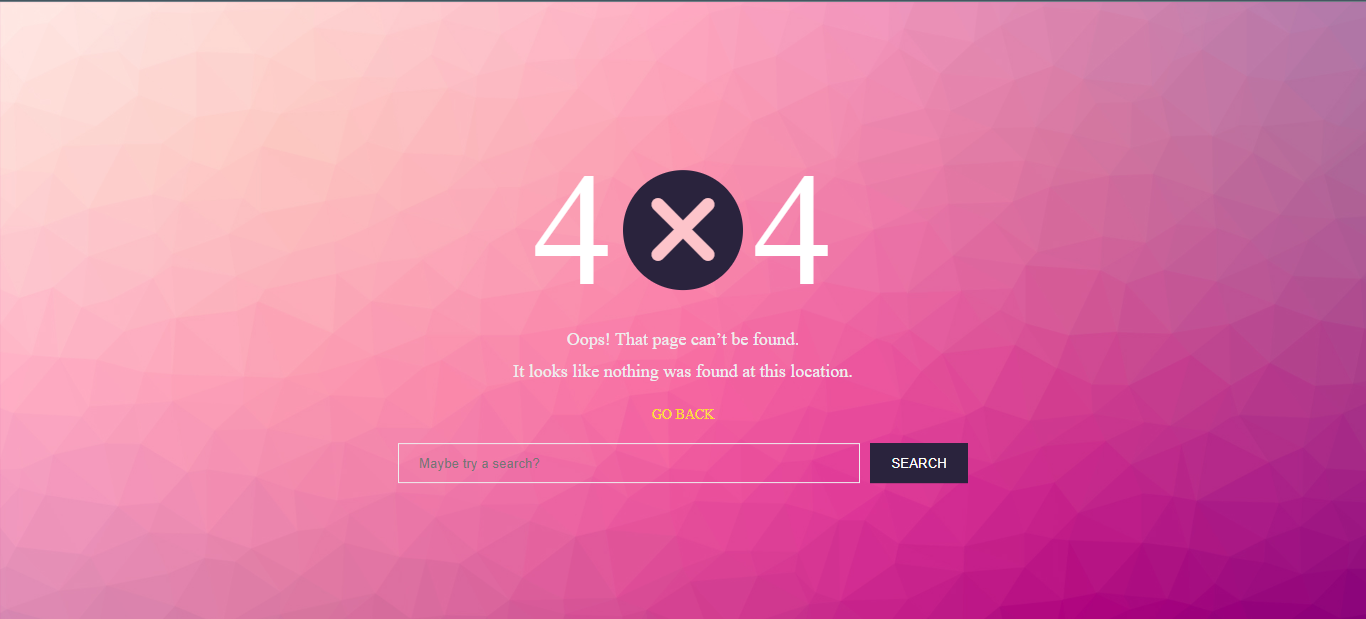 4 4
Oops! That page can’t be found.
It looks like nothing was found at this location.
GO BACK
Maybe try a search?
SEARCH